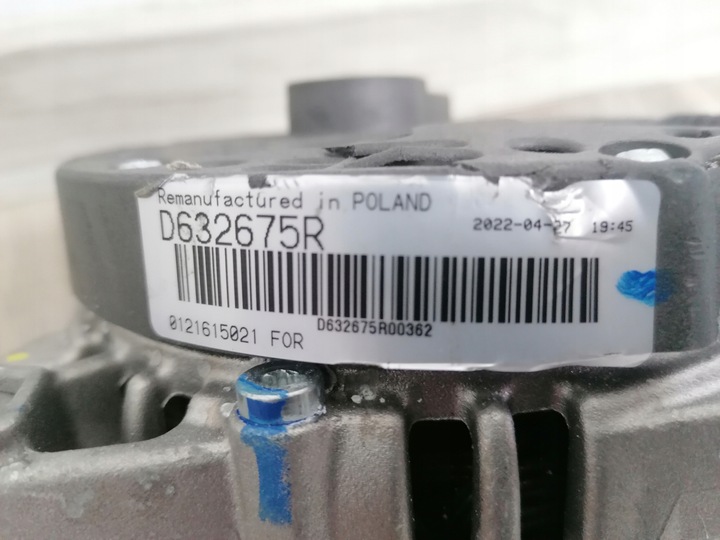 Remanufactured in POLAND
D632675R
2022-04-27 19:45
D632675R00362
0121615021 FOR